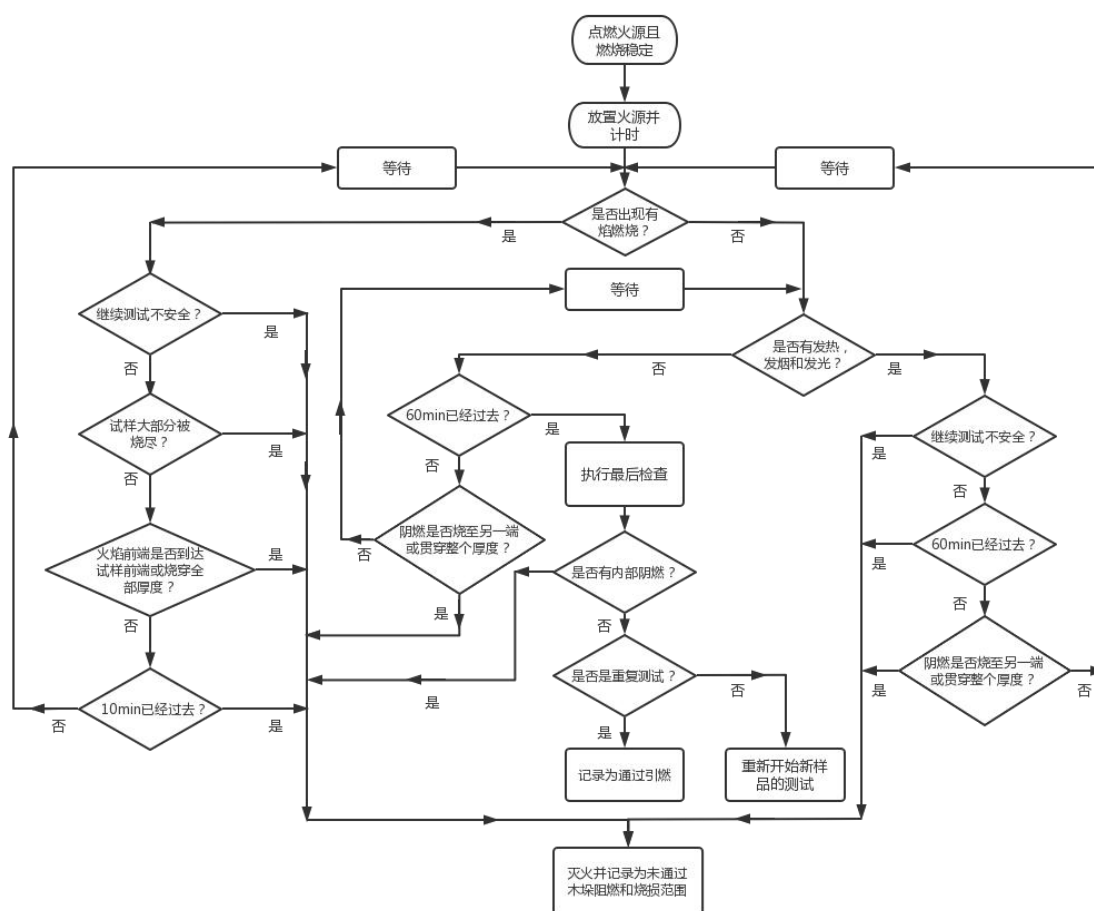 点燃火源且
燃烧稳定
放置火源并
计时
等待
等待
是否出现有
焰燃烧？
是
否
等待
继续测试不安全？
是
否
是否有发热，
发烟和发光？
否
是
试样大部分被
烧尽？
是
否
60min已经过去？
是
否
继续测试不安全？
是
否
执行最后检查
火焰前端是否到达
试样前端或烧穿全
部厚度？
是
否
阴燃是否烧至另一端
或贯穿整个厚度？
否
是
是否有内部阴燃？
否
是
60min已经过去？
是
否
10min已经过去？
否
是
是否是重复测试？
否
是
阴燃是否烧至另一端
或贯穿整个厚度？
是
否
记录为通过引燃
重新开始新样
品的测试
灭火并记录为未通过
木垛阻燃和烧损范围